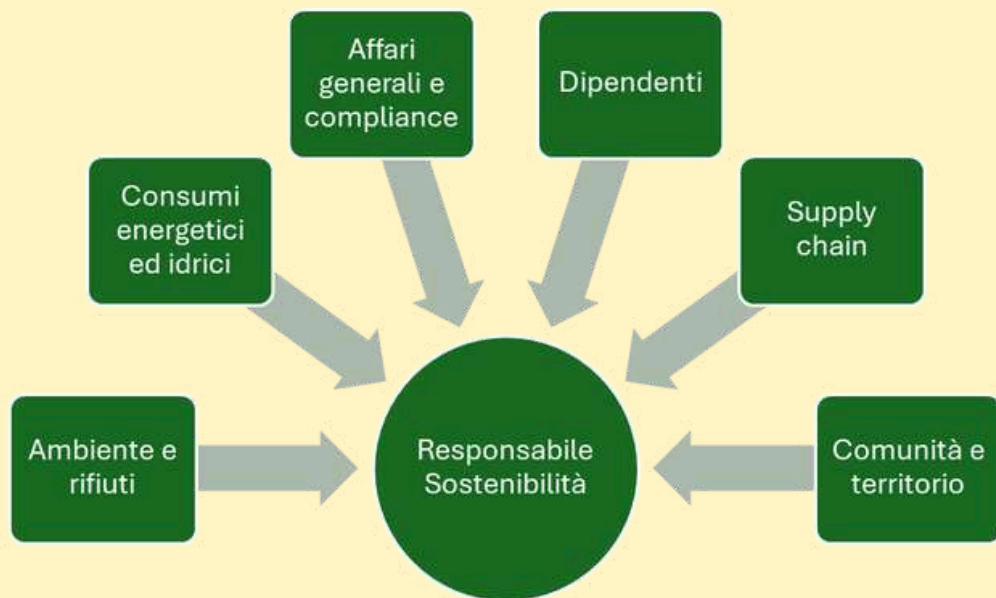 Affari
generali e
compliance
Dipendenti
Consumi
energetici
ed idrici
Supply
chain
Ambiente e
rifiuti
Responsabile
Sostenibilità
Comunità e
territorio